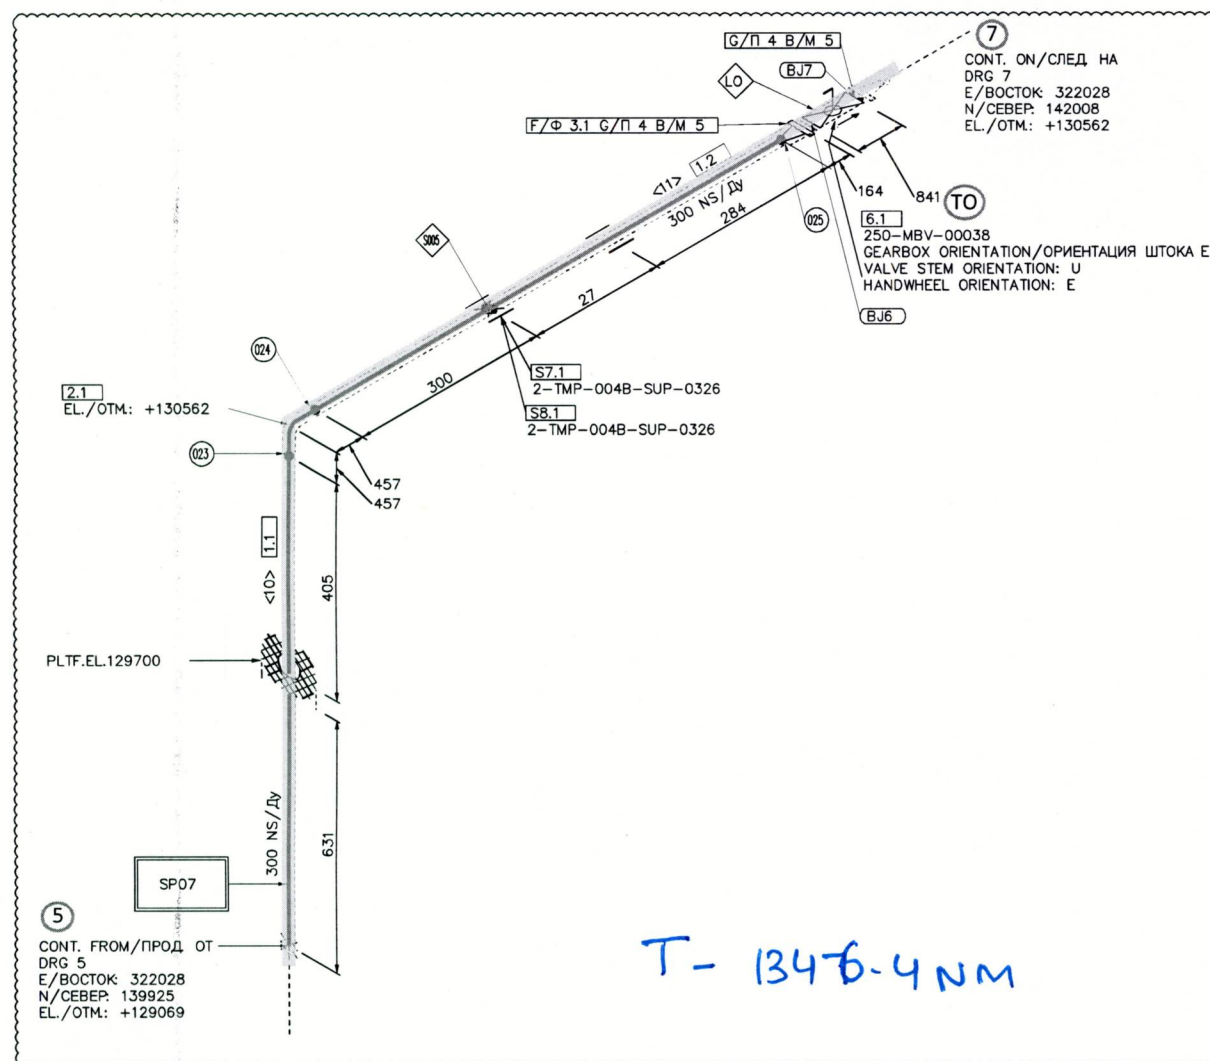 G/П 4 B/M 5
7
CONT. ON/СЛЕД. НА
DRG 7
E/ВОСТОК: 322028
N/СЕВЕР: 142008
EL./ОТМ.: +130562
BJ7
LO
F/Ф 3.1 G/П 4 B/M 5
<11> 1.2
300 NS/Ду
284
164
841
TO
025
6.1
250-MBV-00038
GEARBOX ORIENTATION/ОРИЕНТАЦИЯ ШТОКА E
VALVE STEM ORIENTATION: U
HANDWHEEL ORIENTATION: E
BJ6
S005
27
024
300
S7.1
2-TMP-004B-SUP-0326
S8.1
2-TMP-004B-SUP-0326
2.1
EL./ОТМ.: +130562
023
457
457
<10> 1.1
405
PLTF.EL.129700
300 NS/Ду
631
SP07
5
CONT. FROM/ПРОД. ОТ
DRG 5
E/ВОСТОК: 322028
N/СЕВЕР: 139925
EL./ОТМ.: +129069
T- 1346-4 NM